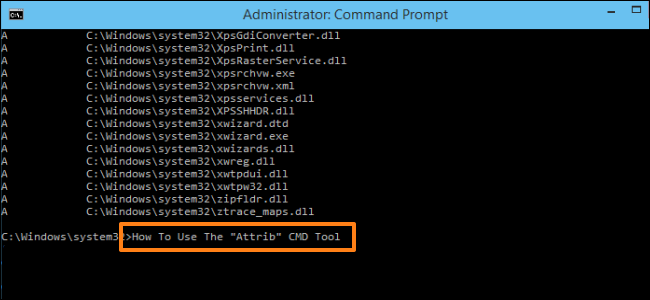 Administrator: Command Prompt
C:\.
A C:\Windows\system32\XpsGdiConverter.dll
A C:\Windows\system32\XpsPrint.dll
A C:\Windows\system32\XpsRasterService.dll
A C:\Windows\system32\xpsrchvw.exe
A C:\Windows\system32\xpsrchvw.xml
A C:\Windows\system32\xpsservices.dll
A C:\Windows\system32\XPSSHHDR.dll
A C:\Windows\system32\xwizard.dtd
A C:\Windows\system32\xwizard.exe
A C:\Windows\system32\xwizards.dll
A C:\Windows\system32\xwreg.dll
A C:\Windows\system32\xwtpdui.dll
A C:\Windows\system32\xwtpw32.dll
A C:\Windows\system32\zipfldr.dll
A C:\Windows\system32\ztrace_maps.dll
C:\Windows\system32>How To Use The "Attrib" CMD Tool